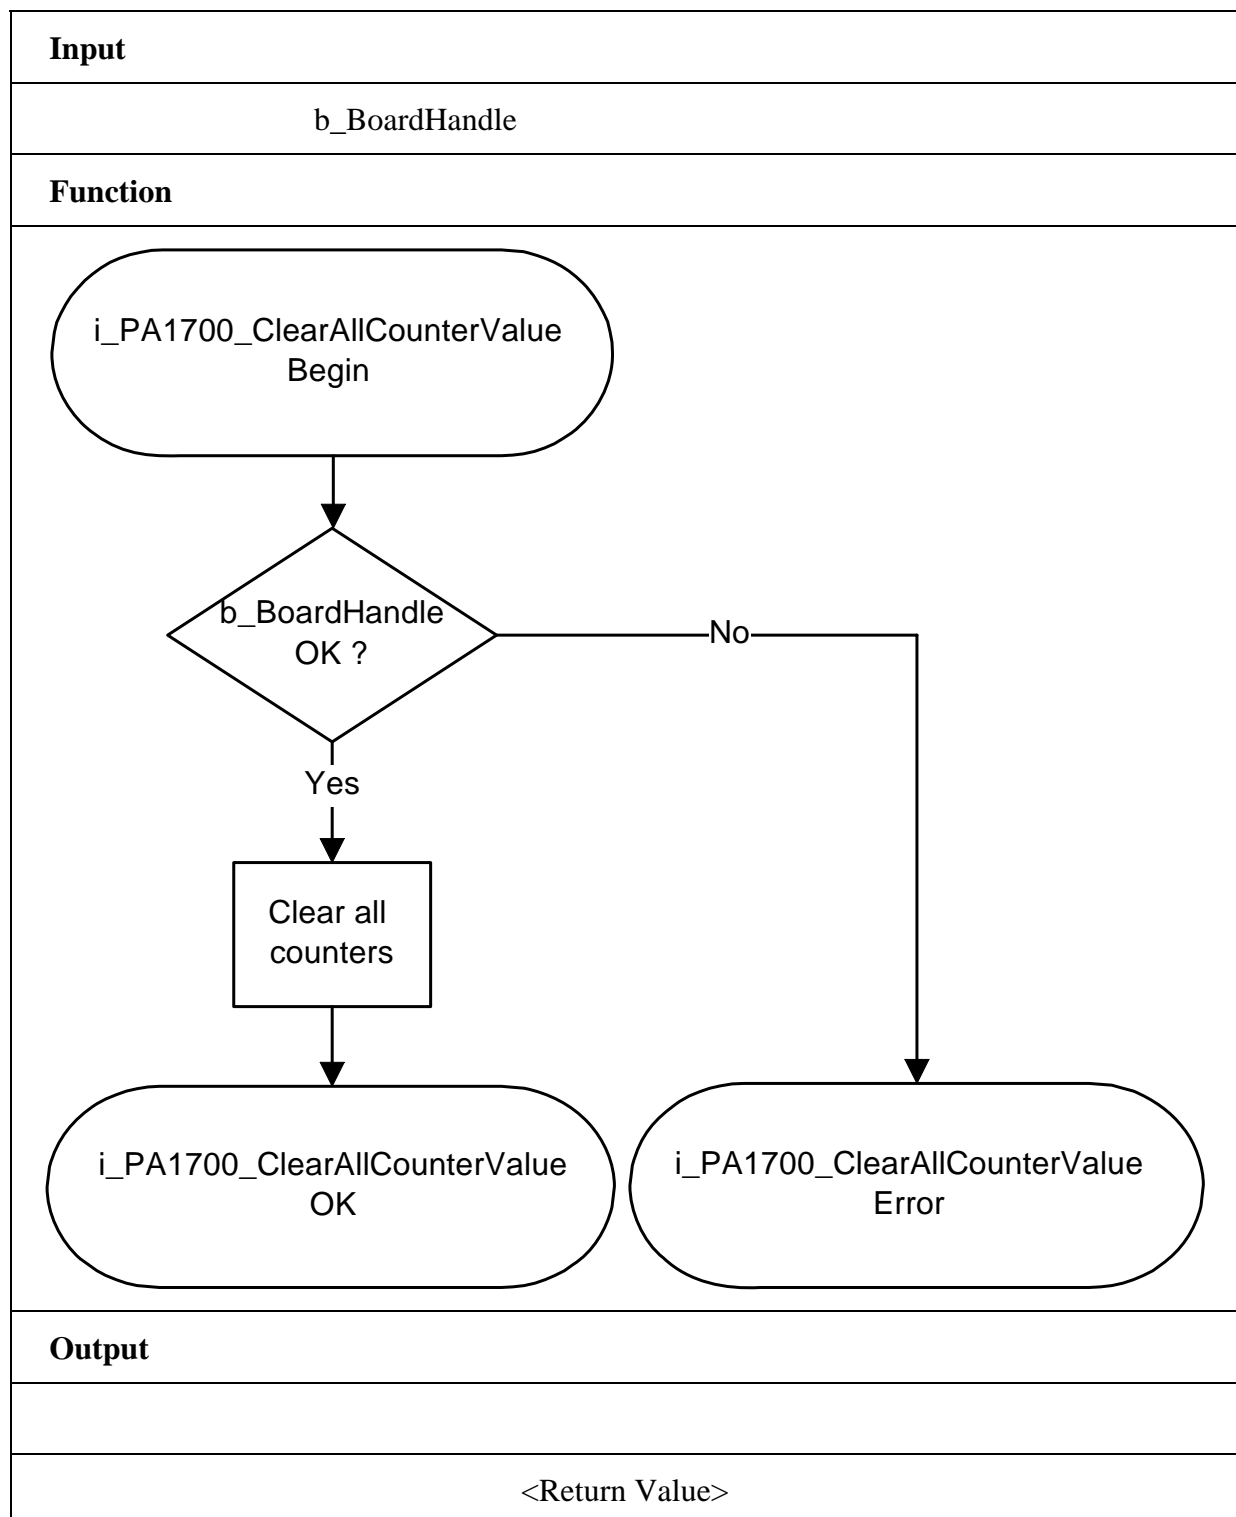 Input
b_BoardHandle
Function
i_PA1700_ClearAllCounterValue
Begin
b_BoardHandle
OK ?
No
Yes
Clear all
counters
i_PA1700_ClearAllCounterValue
OK
i_PA1700_ClearAllCounterValue
Error
Output
<Return Value>